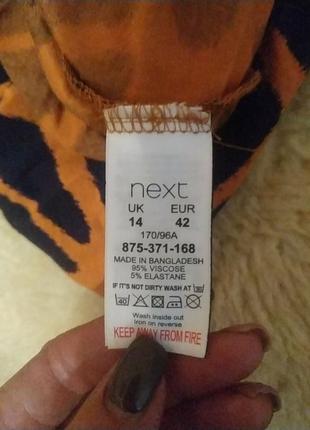 next
UK EUR
14 42
170/96A
875-371-168
MADE IN BANGLADESH
95% VISCOSE
5% ELASTANE
IF IT'S NOT DIRTY WASH AT 30
40
Wash inside out
Iron on reverse
KEEP AWAY FROM FIRE